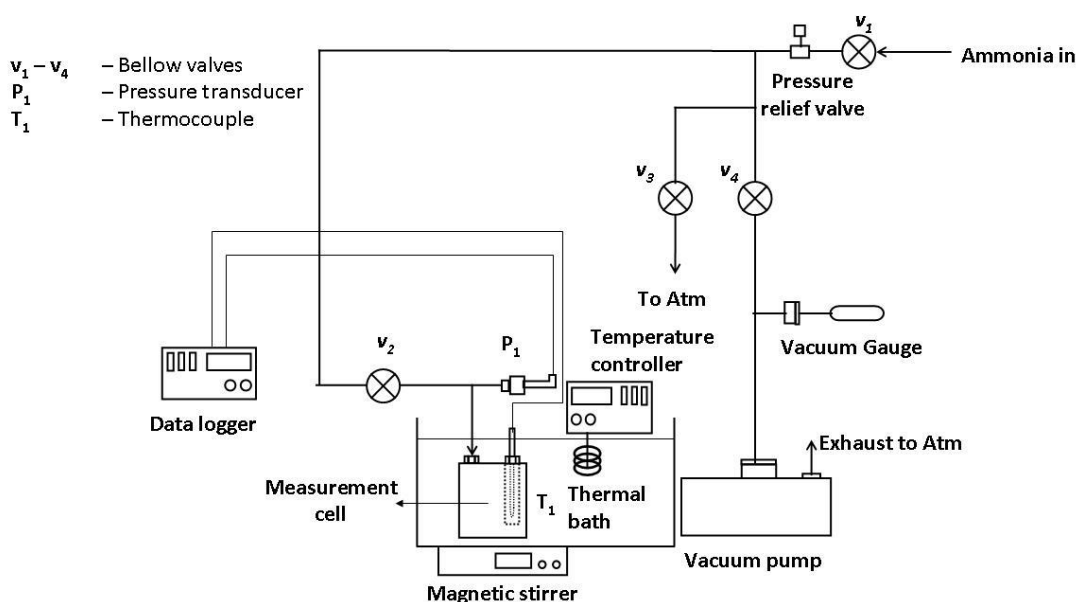 v1 – v4 – Bellow valves
P1 – Pressure transducer
T1 – Thermocouple
v1
Ammonia in
Pressure
relief valve
v3
v4
To Atm
Temperature
controller
Vacuum Gauge
v2
P1
Data logger
Exhaust to Atm
Measurement
cell
T1
Thermal
bath
Vacuum pump
Magnetic stirrer